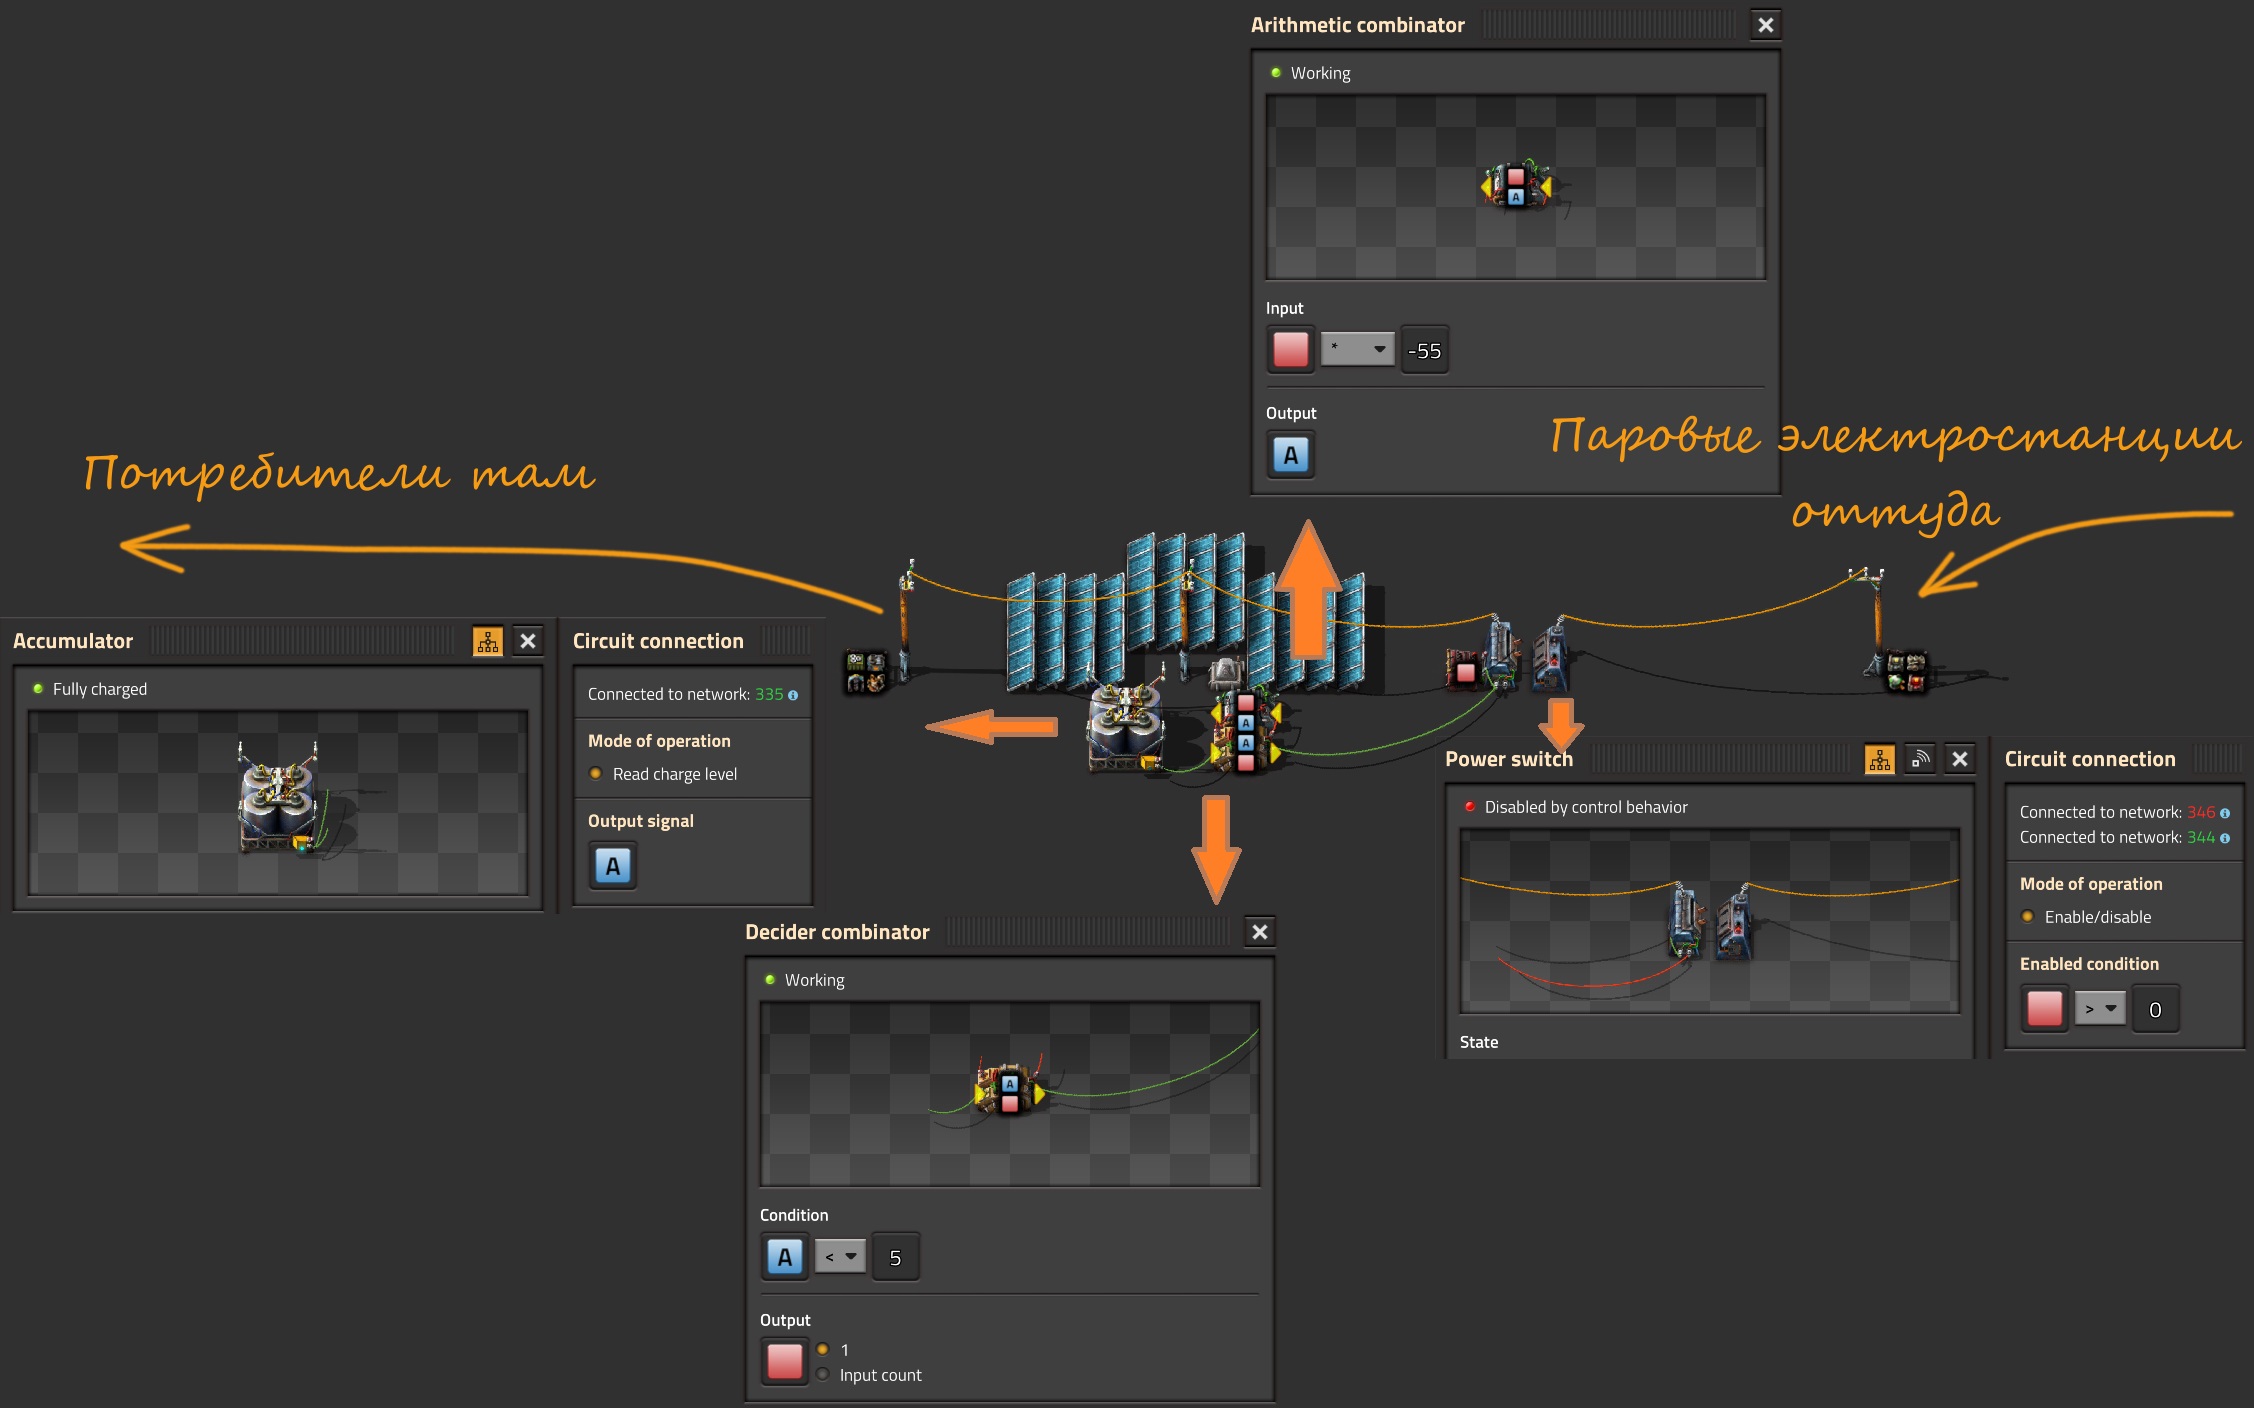 Arithmetic combinator
Working
Input
* -55
Output
A
Паровые электростанции
оттуда
Потребители там
Accumulator
Fully charged
Circuit connection
Connected to network: 335
Mode of operation
Read charge level
Output signal
A
Decider combinator
Working
Condition
A < 5
Output
1
Input count
Power switch
Disabled by control behavior
State
Circuit connection
Connected to network: 346
Connected to network: 344
Mode of operation
Enable/disable
Enabled condition
> 0